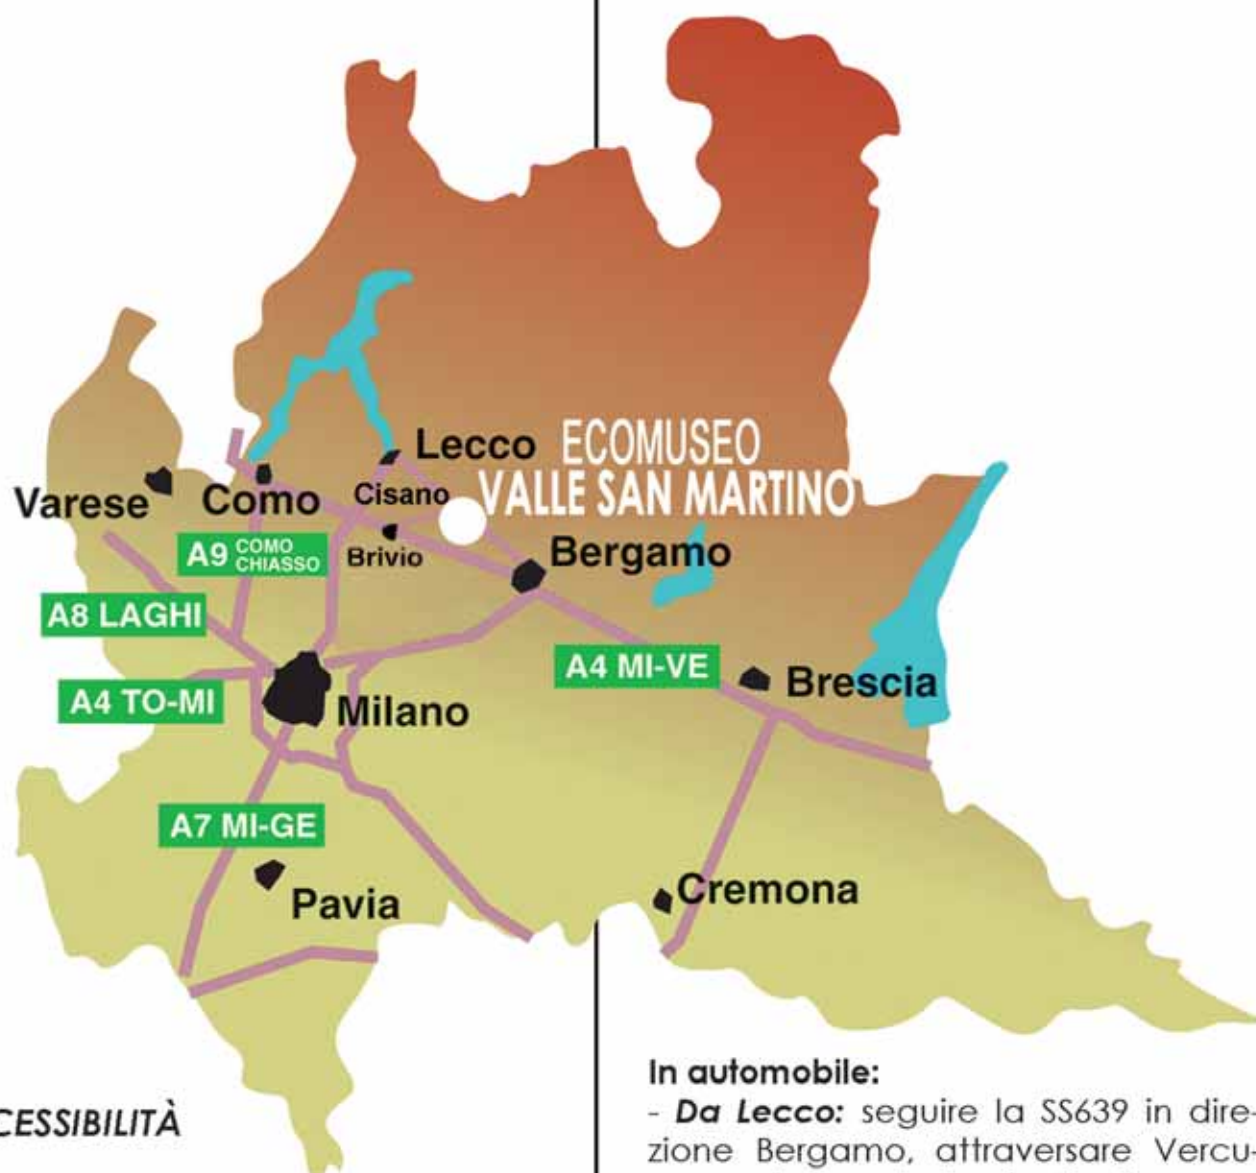 Lecco
ECOMUSEO
VALLE SAN MARTINO
Varese
Como
Cisano
A9 COMO CHIASSO
Brivio
Bergamo
A8 LAGHI
A4 MI-VE
Brescia
A4 TO-MI
Milano
A7 MI-GE
Pavia
Cremona
CESSIBILITÀ
In automobile:
- Da Lecco: seguire la SS639 in dire-
zione Bergamo, attraversare Vercu-